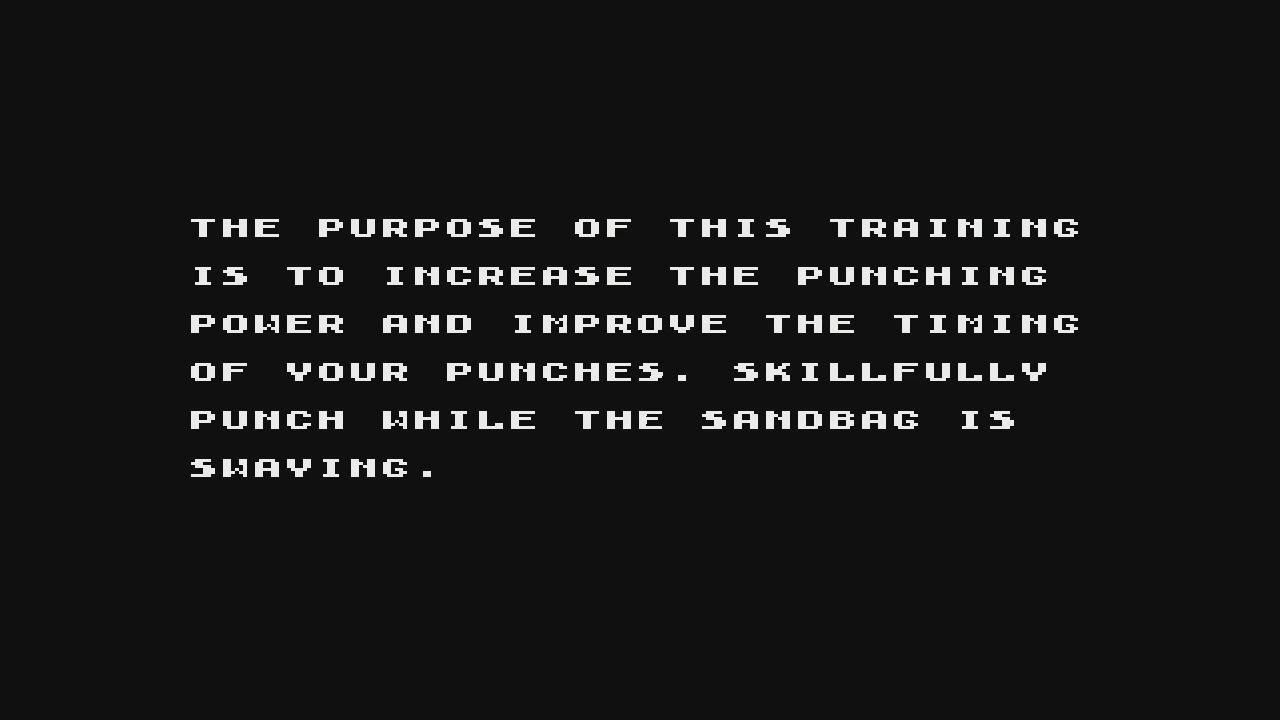 THE PURPOSE OF THIS TRAINING
IS TO INCREASE THE PUNCHING
POWER AND IMPROVE THE TIMING
OF YOUR PUNCHES. SKILLFULLY
PUNCH WHILE THE SANDBAG IS
SWAYING.